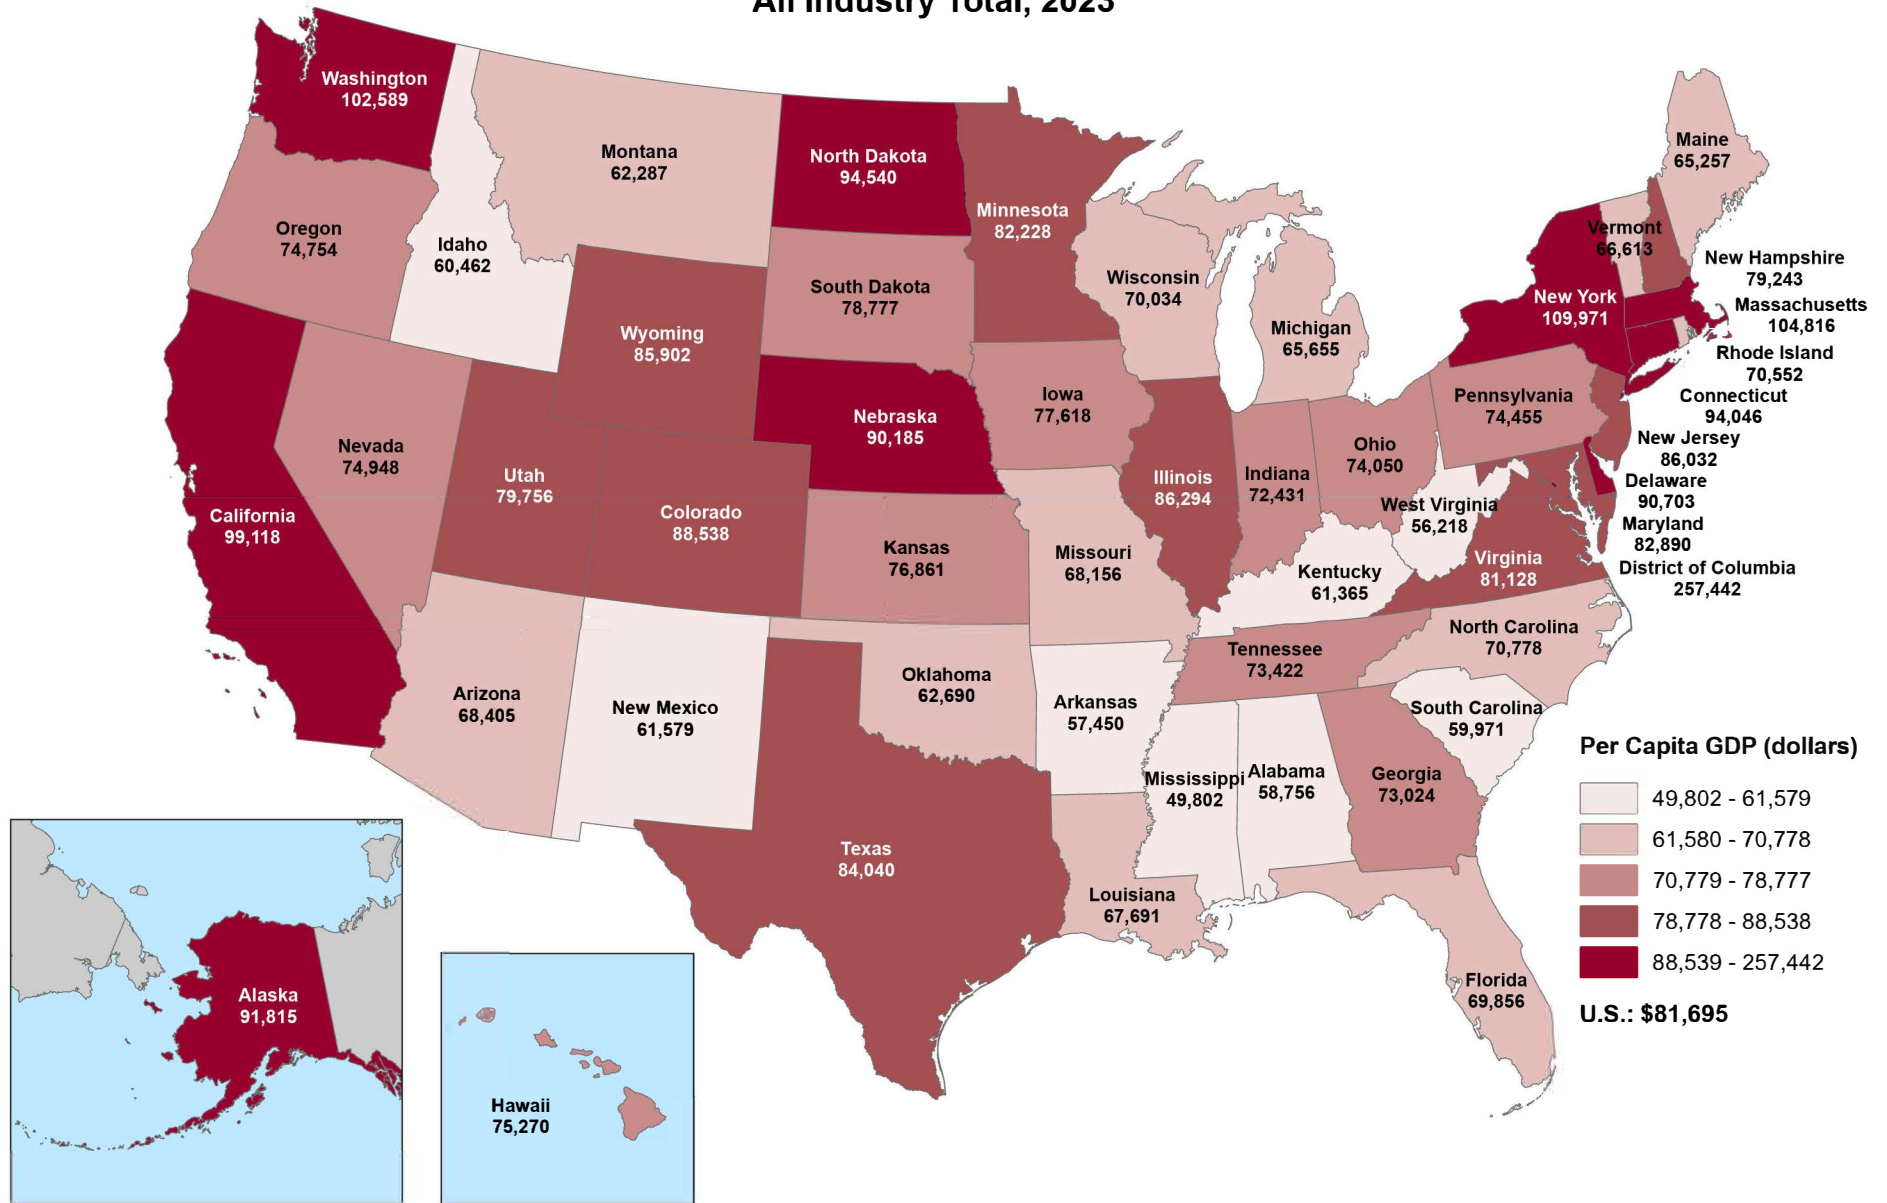 All Industry Total, 2023
Washington
102,589
Oregon
74,754
California
99,118
Idaho
60,462
Nevada
74,948
Montana
62,287
Wyoming
85,902
Utah
79,756
Colorado
88,538
Arizona
68,405
New Mexico
61,579
North Dakota
94,540
South Dakota
78,777
Nebraska
90,185
Kansas
76,861
Oklahoma
62,690
Texas
84,040
Minnesota
82,228
Iowa
77,618
Missouri
68,156
Arkansas
57,450
Louisiana
67,691
Wisconsin
70,034
Illinois
86,294
Michigan
65,655
Indiana
72,431
Ohio
74,050
Kentucky
61,365
Tennessee
73,422
Mississippi
49,802
Alabama
58,756
Georgia
73,024
Florida
69,856
South Carolina
59,971
North Carolina
70,778
Virginia
81,128
West Virginia
56,218
Pennsylvania
74,455
New York
109,971
Vermont
66,613
Maine
65,257
New Hampshire
79,243
Massachusetts
104,816
Rhode Island
70,552
Connecticut
94,046
New Jersey
86,032
Delaware
90,703
Maryland
82,890
District of Columbia
257,442
Alaska
91,815
Hawaii
75,270
Per Capita GDP (dollars)
49,802 - 61,579
61,580 - 70,778
70,779 - 78,777
78,778 - 88,538
88,539 - 257,442
U.S.: $81,695